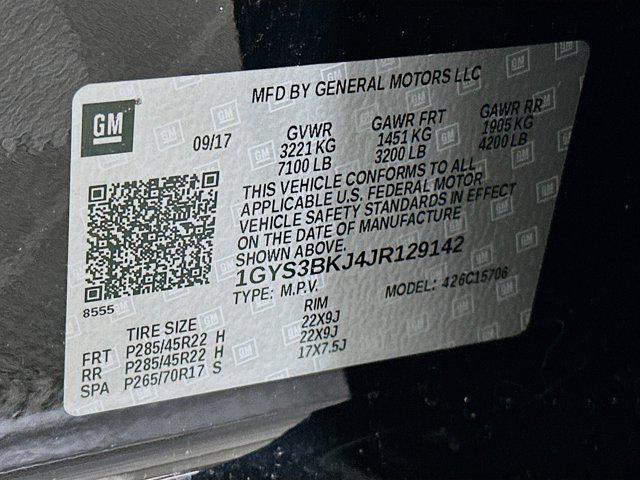 MFD BY GENERAL MOTORS LLC
GM
09/17
GVWR GAWR FRT GAWR RR
3221 KG 1451 KG 1905 KG
7100 LB 3200 LB 4200 LB
THIS VEHICLE CONFORMS TO ALL
APPLICABLE U.S. FEDERAL MOTOR
VEHICLE SAFETY STANDARDS IN EFFECT
ON THE DATE OF MANUFACTURE
SHOWN ABOVE.
1GYS3BKJ4JR129142
TYPE: M.P.V. MODEL: 426C15706
8555
TIRE SIZE RIM
FRT P285/45R22 H 22X9J
RR P285/45R22 H 22X9J
SPA P265/70R17 S 17X7.5J